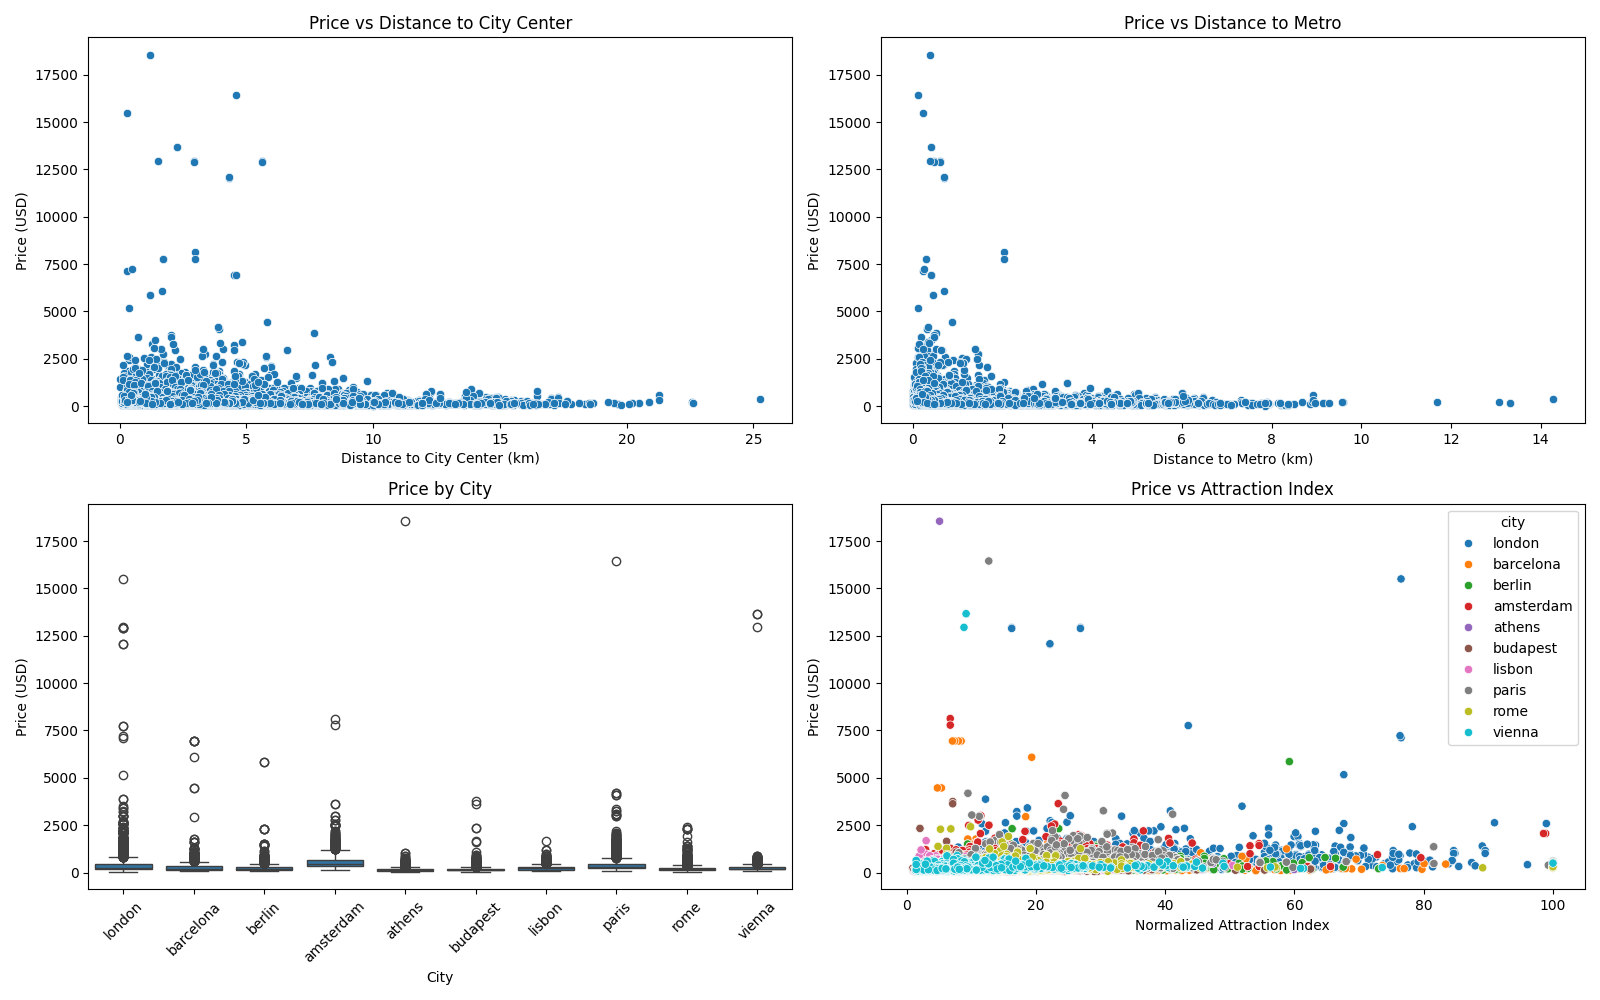 Price vs Distance to City Center
Price (USD)
17500
15000
12500
10000
7500
5000
2500
0
0 5 10 15 20 25
Distance to City Center (km)
Price vs Distance to Metro
Price (USD)
17500
15000
12500
10000
7500
5000
2500
0
0 2 4 6 8 10 12 14
Distance to Metro (km)
Price by City
Price (USD)
17500
15000
12500
10000
7500
5000
2500
0
london barcelona berlin amsterdam athens budapest lisbon paris rome vienna
City
Price vs Attraction Index
Price (USD)
17500
15000
12500
10000
7500
5000
2500
0
0 20 40 60 80 100
Normalized Attraction Index
city
london
barcelona
berlin
amsterdam
athens
budapest
lisbon
paris
rome
vienna